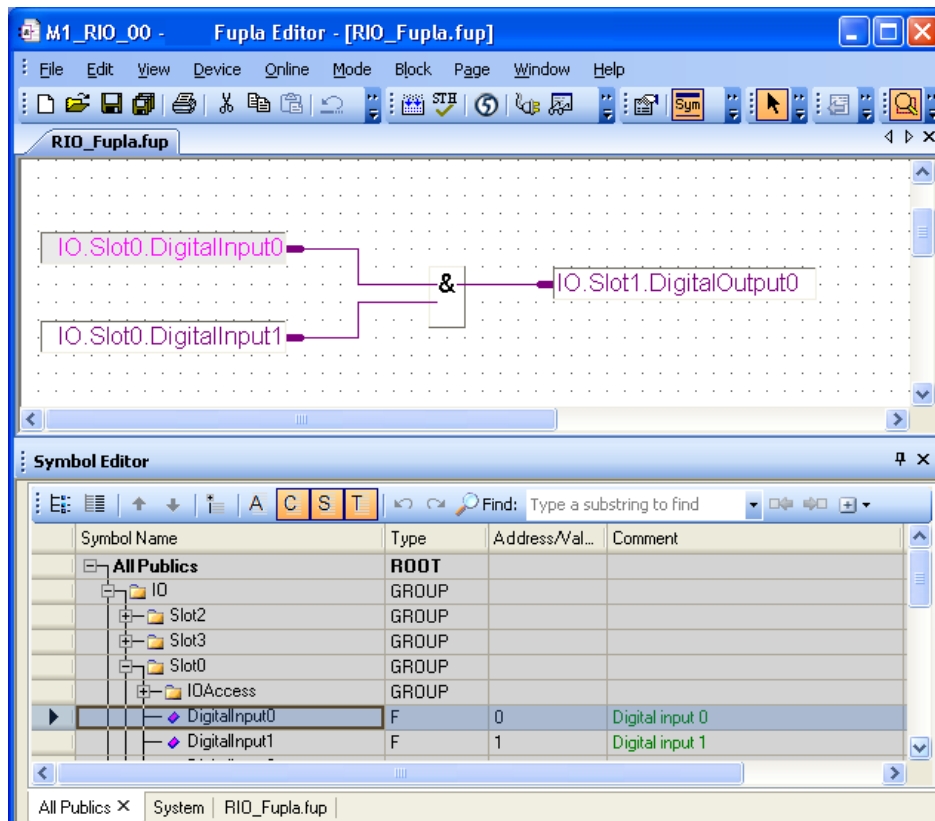 M1_RIO_00 - Fupla Editor - [RIO_Fupla.fup]
File Edit View Device Online Mode Block Page Window Help
Sym
RIO_Fupla.fup
IO.Slot0.DigitalInput0
& IO.Slot1.DigitalOutput0
IO.Slot0.DigitalInput1
Symbol Editor
A C S T Find: Type a substring to find
Symbol Name Type Address/Val... Comment
All Publics ROOT
IO GROUP
Slot2 GROUP
Slot3 GROUP
Slot0 GROUP
IOAccess GROUP
DigitalInput0 F 0 Digital input 0
DigitalInput1 F 1 Digital input 1
All Publics System RIO_Fupla.fup